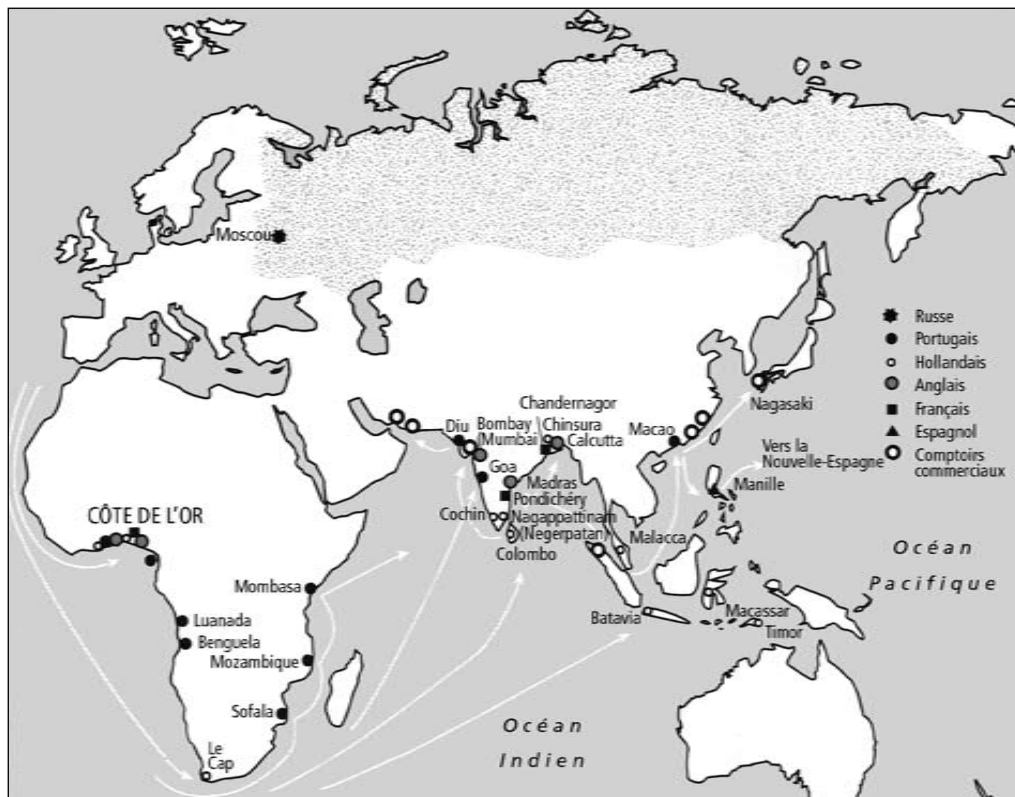 Moscou
Russe
Portugais
Hollandais
Anglais
Français
Espagnol
Comptoirs
commerciaux
Nagasaki
Chandernagor
Diu
Bombay
(Mumbai)
Chinsura
Calcutta
Macao
Vers la
Nouvelle-Espagne
Manille
Goa
Madras
Pondichéry
Cochin
Nagappattinam
(Negerpatan)
Colombo
Malacca
CÔTE DE L'OR
Océan
Pacifique
Mombasa
Luanada
Benguela
Mozambique
Batavia
Macassar
Timor
Sofala
Le
Cap
Océan
Indien